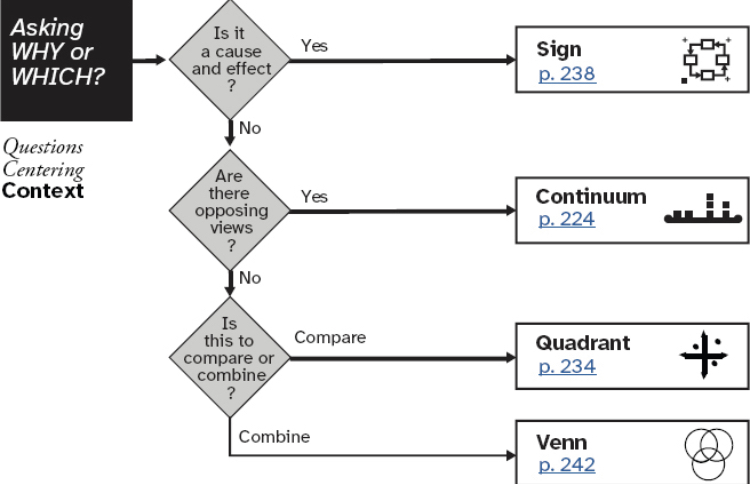 Asking
WHY or
WHICH?
Questions
Centering
Context
Is it
a cause
and effect
?
Yes
Sign
p. 238
No
Are
there
opposing
views
?
Yes
Continuum
p. 224
No
Is
this to
compare or
combine
?
Compare
Quadrant
p. 234
Combine
Venn
p. 242